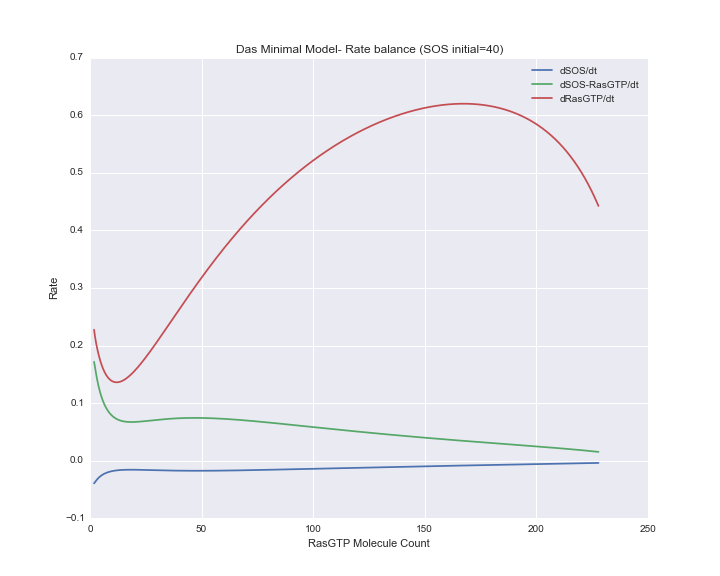 Das Minimal Model- Rate balance (SOS initial=40)
dSOS/dt
dSOS-RasGTP/dt
dRasGTP/dt
0.7
0.6
0.5
0.4
0.3
0.2
0.1
0.0
−0.1
Rate
0 50 100 150 200 250
RasGTP Molecule Count